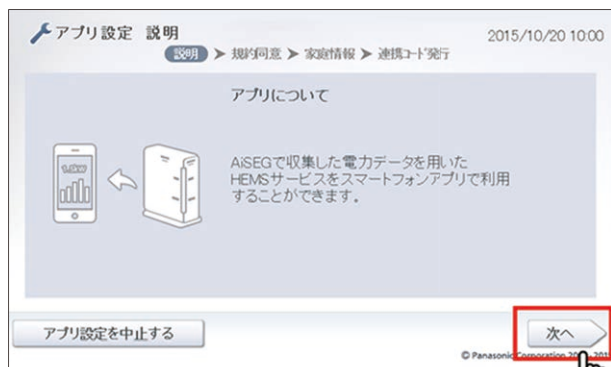 アプリ設定 説明
2015/10/20 10:00
説明 ➤ 規約同意 ➤ 家庭情報 ➤ 連携コード発行
アプリについて
AiSEGで収集した電力データを用いた
HEMSサービスをスマートフォンアプリで利用
することができます。
アプリ設定を中止する
次へ
© Panasonic Corporation